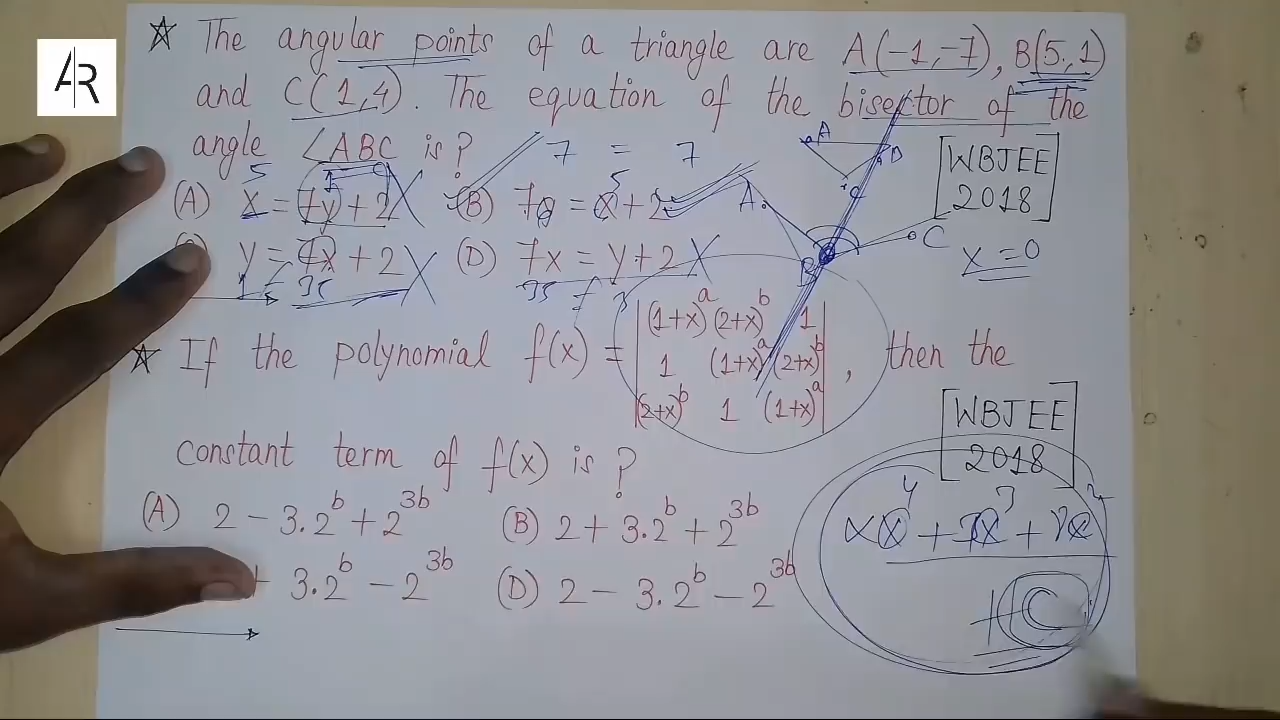 AR
☆ The angular points of a triangle are A(-1,-7), B(5,1)
and C(1,4). The equation of the bisector of the
angle ∠ABC is?
7 = 7
[WBJEE 2018]
(A) x = 7y + 2 (B) 7y = x + 2
(C) y = 7x + 2 (D) 7x = y + 2
x = 0
A B C
A B C
☆ If the polynomial f(x) = | (1+x)^a (2+x)^b 1 |
| 1 (1+x)^a (2+x)^b | , then the
| (2+x)^b 1 (1+x)^a |
[WBJEE 2018]
constant term of f(x) is?
(A) 2 - 3.2^b + 2^3b (B) 2 + 3.2^b + 2^3b
3.2^b - 2^3b (D) 2 - 3.2^b - 2^3b
+ C